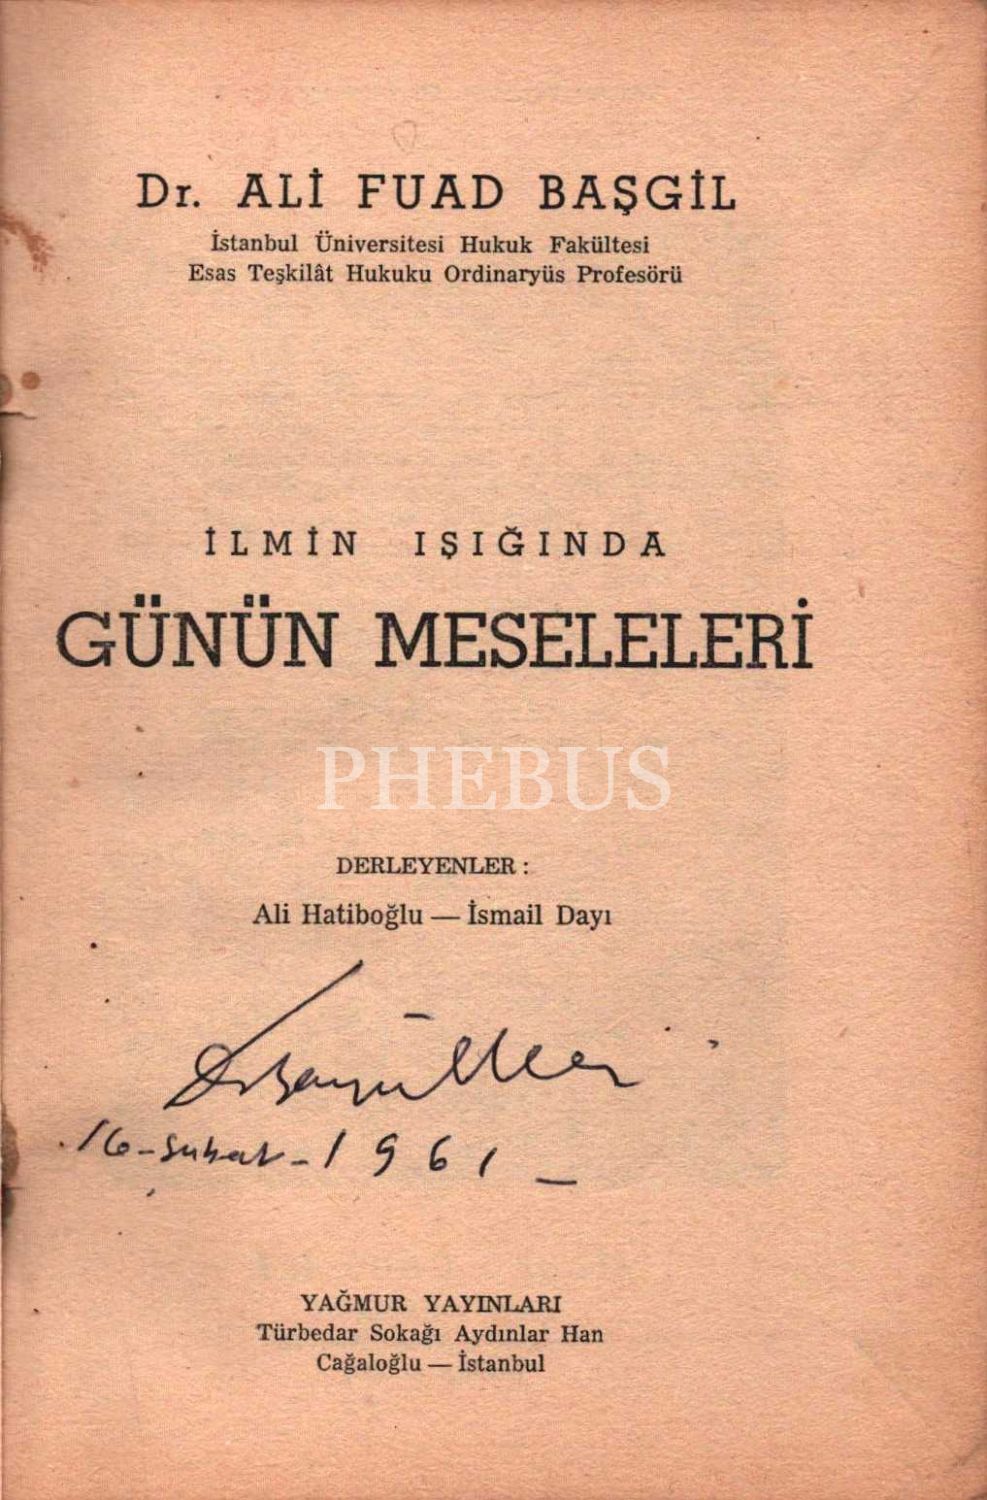 Dr. ALİ FUAD BAŞGİL
İstanbul Üniversitesi Hukuk Fakültesi
Esas Teşkilât Hukuku Ordinaryüs Profesörü
İLMİN IŞIĞINDA
GÜNÜN MESELELERİ
PHEBUS
DERLEYENLER :
Ali Hatiboğlu — İsmail Dayı
16-Şubat-1961-
YAĞMUR YAYINLARI
Türbedar Sokağı Aydınlar Han
Cağaloğlu — İstanbul